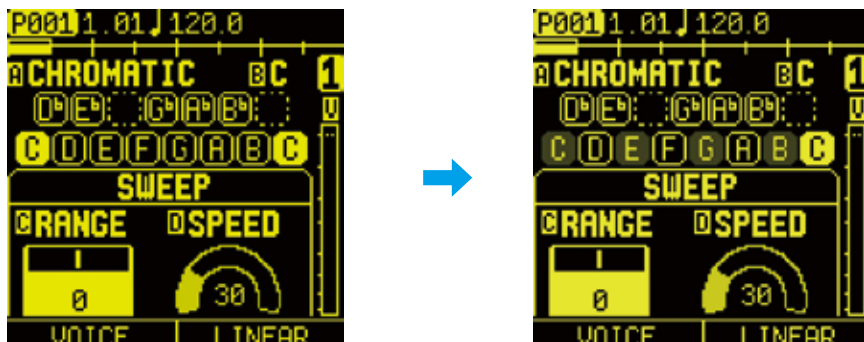 P001 1.01 ♩120.0
A CHROMATIC B C 1
D♭ E♭ G♭ A♭ B♭ V
C D E F G A B C
SWEEP
C RANGE D SPEED
0 30
VOICE LINEAR
P001 1.01 ♩120.0
A CHROMATIC B C 1
D♭ E♭ G♭ A♭ B♭ V
C D E F G A B C
SWEEP
C RANGE D SPEED
0 30
VOICE LINEAR